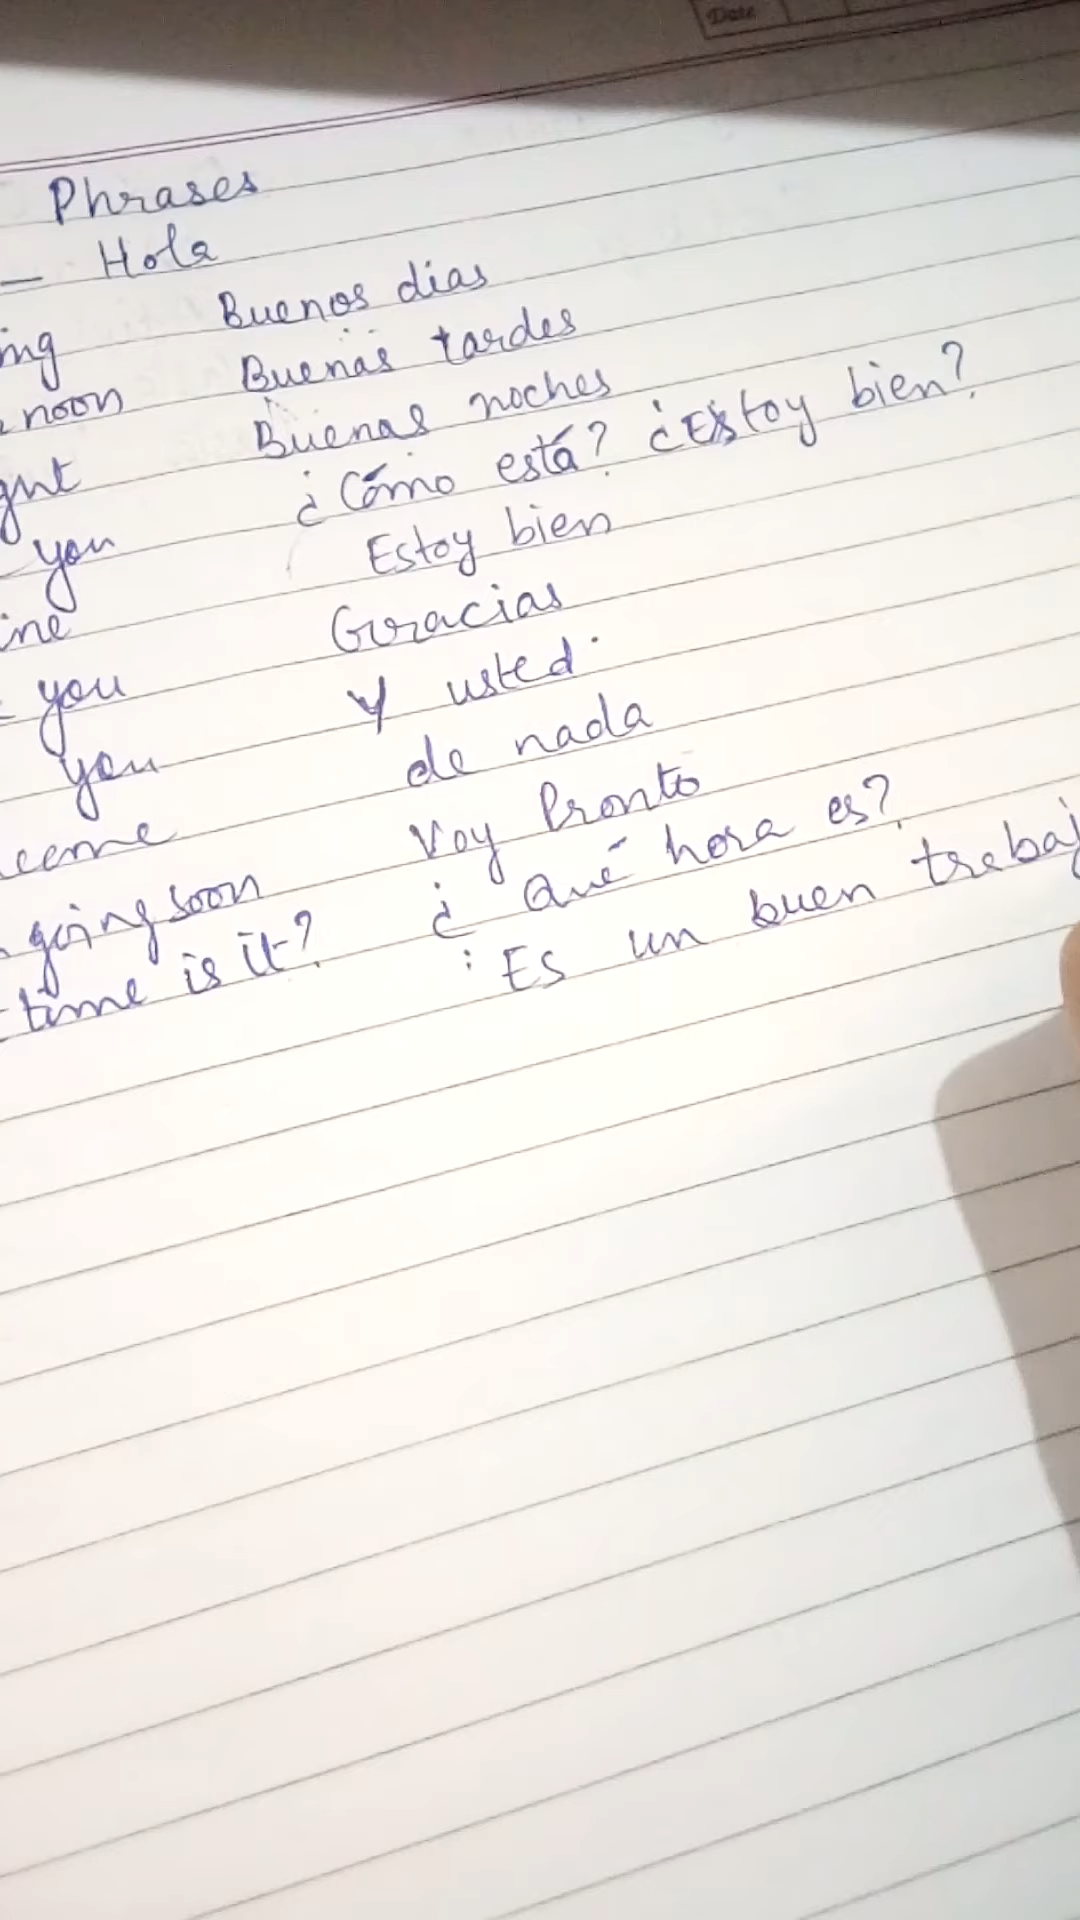 Date
Phrases
— Hola
ing Buenos dias
noon Buenas tardes
ght Buenas noches
you ¿Cómo está? ¿Estoy bien?
ine Estoy bien
you Gracias
you Y usted.
ceme de nada
going soon Voy Pronto
time is it? ¿Qué hora es?
¡Es un buen trebaj